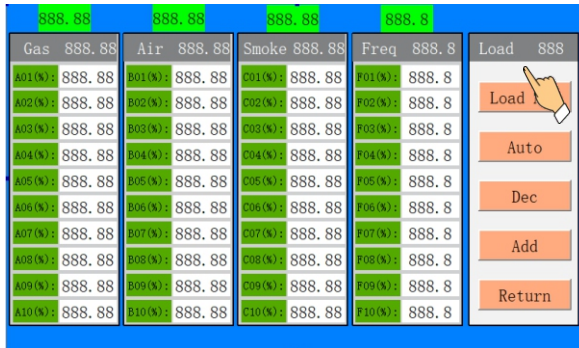 888.88 888.88 888.88 888.8
Gas 888.88 Air 888.88 Smoke 888.88 Freq 888.8 Load 888
A01(%): 888.88 B01(%): 888.88 C01(%): 888.88 F01(%): 888.8
A02(%): 888.88 B02(%): 888.88 C02(%): 888.88 F02(%): 888.8
A03(%): 888.88 B03(%): 888.88 C03(%): 888.88 F03(%): 888.8
A04(%): 888.88 B04(%): 888.88 C04(%): 888.88 F04(%): 888.8
A05(%): 888.88 B05(%): 888.88 C05(%): 888.88 F05(%): 888.8
A06(%): 888.88 B06(%): 888.88 C06(%): 888.88 F06(%): 888.8
A07(%): 888.88 B07(%): 888.88 C07(%): 888.88 F07(%): 888.8
A08(%): 888.88 B08(%): 888.88 C08(%): 888.88 F08(%): 888.8
A09(%): 888.88 B09(%): 888.88 C09(%): 888.88 F09(%): 888.8
A10(%): 888.88 B10(%): 888.88 C10(%): 888.88 F10(%): 888.8
Load
Auto
Dec
Add
Return